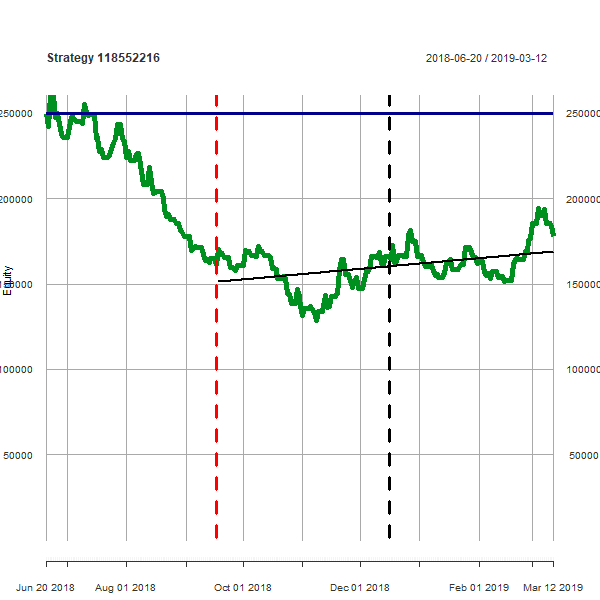 Strategy 118552216
2018-06-20 / 2019-03-12
250000 250000
200000 200000
Equity
150000 150000
100000 100000
50000 50000
Jun 20 2018 Aug 01 2018 Oct 01 2018 Dec 01 2018 Feb 01 2019 Mar 12 2019